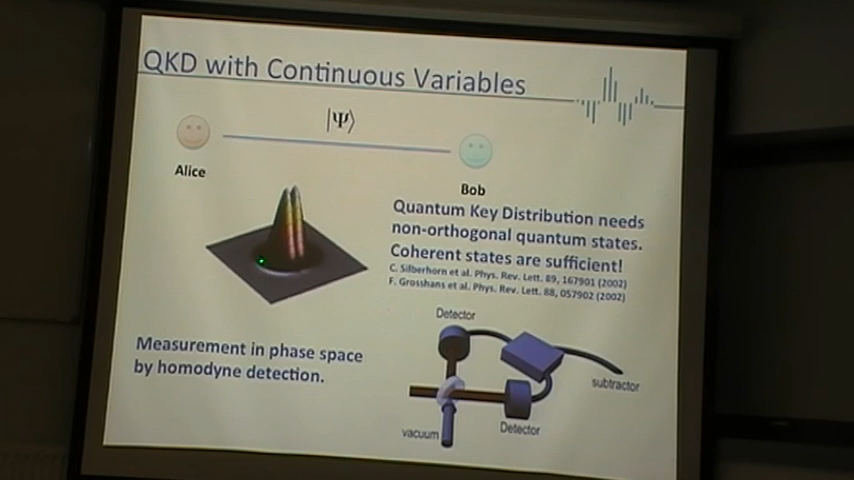 QKD with Continuous Variables
|Ψ⟩
Alice
Bob
Quantum Key Distribution needs
non-orthogonal quantum states.
Coherent states are sufficient!
C. Silberhorn et al. Phys. Rev. Lett. 89, 167901 (2002)
F. Grosshans et al. Phys. Rev. Lett. 88, 057902 (2002)
Measurement in phase space
by homodyne detection.
Detector
subtractor
vacuum
Detector